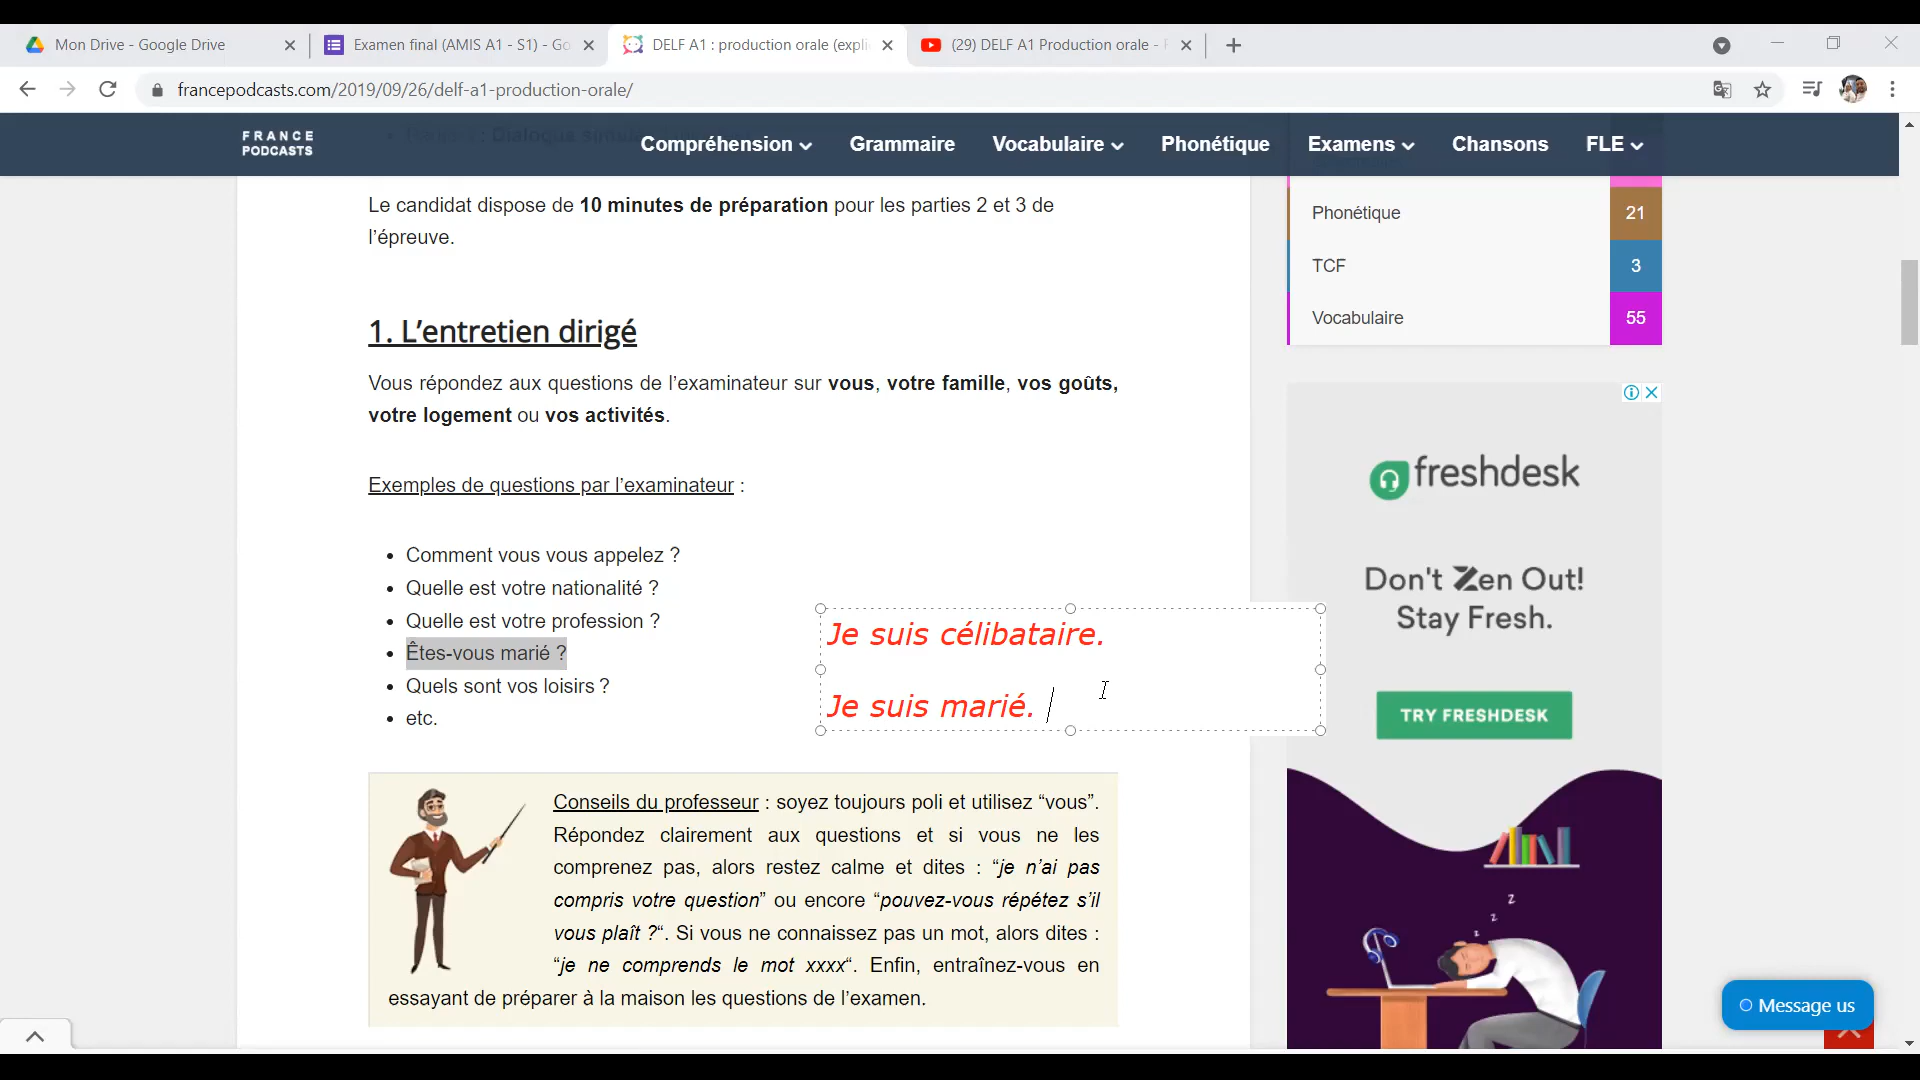 Mon Drive - Google Drive
Examen final (AMIS A1 - S1) - Go
DELF A1 : production orale (expli
(29) DELF A1 Production orale -
francepodcasts.com/2019/09/26/delf-a1-production-orale/
FRANCE
PODCASTS
Compréhension
Grammaire
Vocabulaire
Phonétique
Examens
Chansons
FLE
Le candidat dispose de 10 minutes de préparation pour les parties 2 et 3 de
l’épreuve.
1. L’entretien dirigé
Vous répondez aux questions de l’examinateur sur vous, votre famille, vos goûts,
votre logement ou vos activités.
Exemples de questions par l’examinateur :
• Comment vous vous appelez ?
• Quelle est votre nationalité ?
• Quelle est votre profession ?
• Êtes-vous marié ?
• Quels sont vos loisirs ?
• etc.
Je suis célibataire.
Je suis marié.
Conseils du professeur : soyez toujours poli et utilisez “vous”.
Répondez clairement aux questions et si vous ne les
comprenez pas, alors restez calme et dites : “je n’ai pas
compris votre question” ou encore “pouvez-vous répétez s’il
vous plaît ?“. Si vous ne connaissez pas un mot, alors dites :
“je ne comprends le mot xxxx“. Enfin, entraînez-vous en
essayant de préparer à la maison les questions de l’examen.
Phonétique 21
TCF 3
Vocabulaire 55
freshdesk
Don't Zen Out!
Stay Fresh.
TRY FRESHDESK
z
z
z
z
Message us